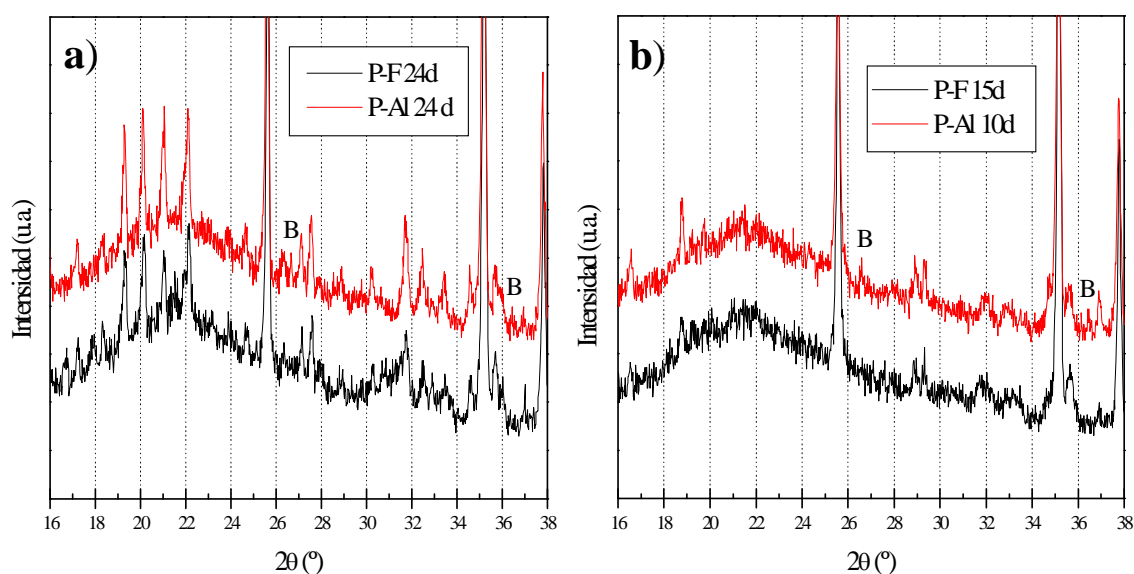 a)
P-F 24d
P-Al 24 d
B
B
Intensidad (u.a.)
16 18 20 22 24 26 28 30 32 34 36 38
2θ (º)
b)
P-F 15d
P-Al 10d
B
B
Intensidad (u.a.)
16 18 20 22 24 26 28 30 32 34 36 38
2θ (º)